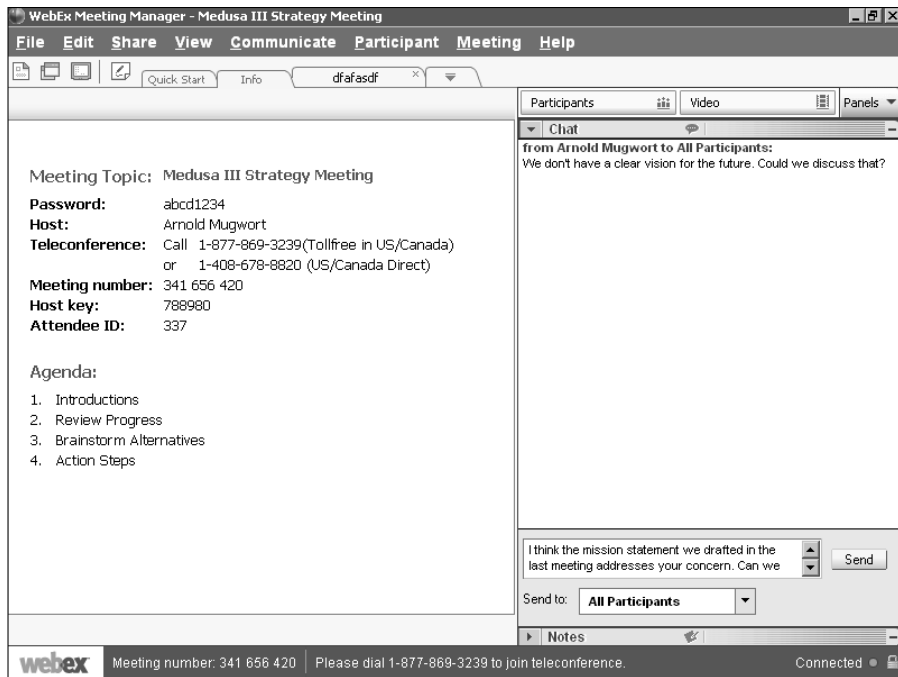 WebEx Meeting Manager - Medusa III Strategy Meeting
File Edit Share View Communicate Participant Meeting Help
Quick Start Info dfafasdf
Participants Video Panels
Chat
from Arnold Mugwort to All Participants:
We don't have a clear vision for the future. Could we discuss that?
Meeting Topic: Medusa III Strategy Meeting
Password: abcd1234
Host: Arnold Mugwort
Teleconference: Call 1-877-869-3239(Tollfree in US/Canada)
or 1-408-678-8820 (US/Canada Direct)
Meeting number: 341 656 420
Host key: 788980
Attendee ID: 337
Agenda:
1. Introductions
2. Review Progress
3. Brainstorm Alternatives
4. Action Steps
I think the mission statement we drafted in the
last meeting addresses your concern. Can we
Send
Send to: All Participants
Notes
webex Meeting number: 341 656 420 Please dial 1-877-869-3239 to join teleconference. Connected